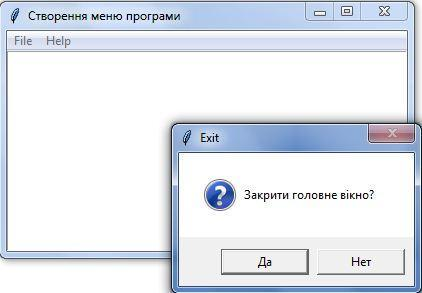 Створення меню програми
File Help
Exit
Закрити головне вікно?
Да Нет